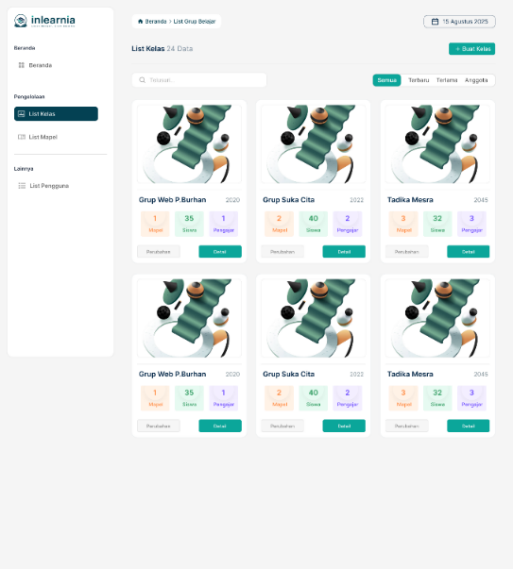 inlearnia
Beranda
Beranda
Pengelolaan
List Kelas
List Mapel
Lainnya
List Pengguna
Beranda > List Grup Belajar
15 Agustus 2025
List Kelas 24 Data
+ Buat Kelas
Semua Terbaru Terlama Anggota
Grup Web P.Burhan 2020
1 35 1
Mapel Siswa Pengajar
Perubahan Detail
Grup Suka Cita 2022
2 40 2
Mapel Siswa Pengajar
Perubahan Detail
Tadika Mesra 2045
3 32 3
Mapel Siswa Pengajar
Perubahan Detail
Grup Web P.Burhan 2020
1 35 1
Mapel Siswa Pengajar
Perubahan Detail
Grup Suka Cita 2022
2 40 2
Mapel Siswa Pengajar
Perubahan Detail
Tadika Mesra 2045
3 32 3
Mapel Siswa Pengajar
Perubahan Detail